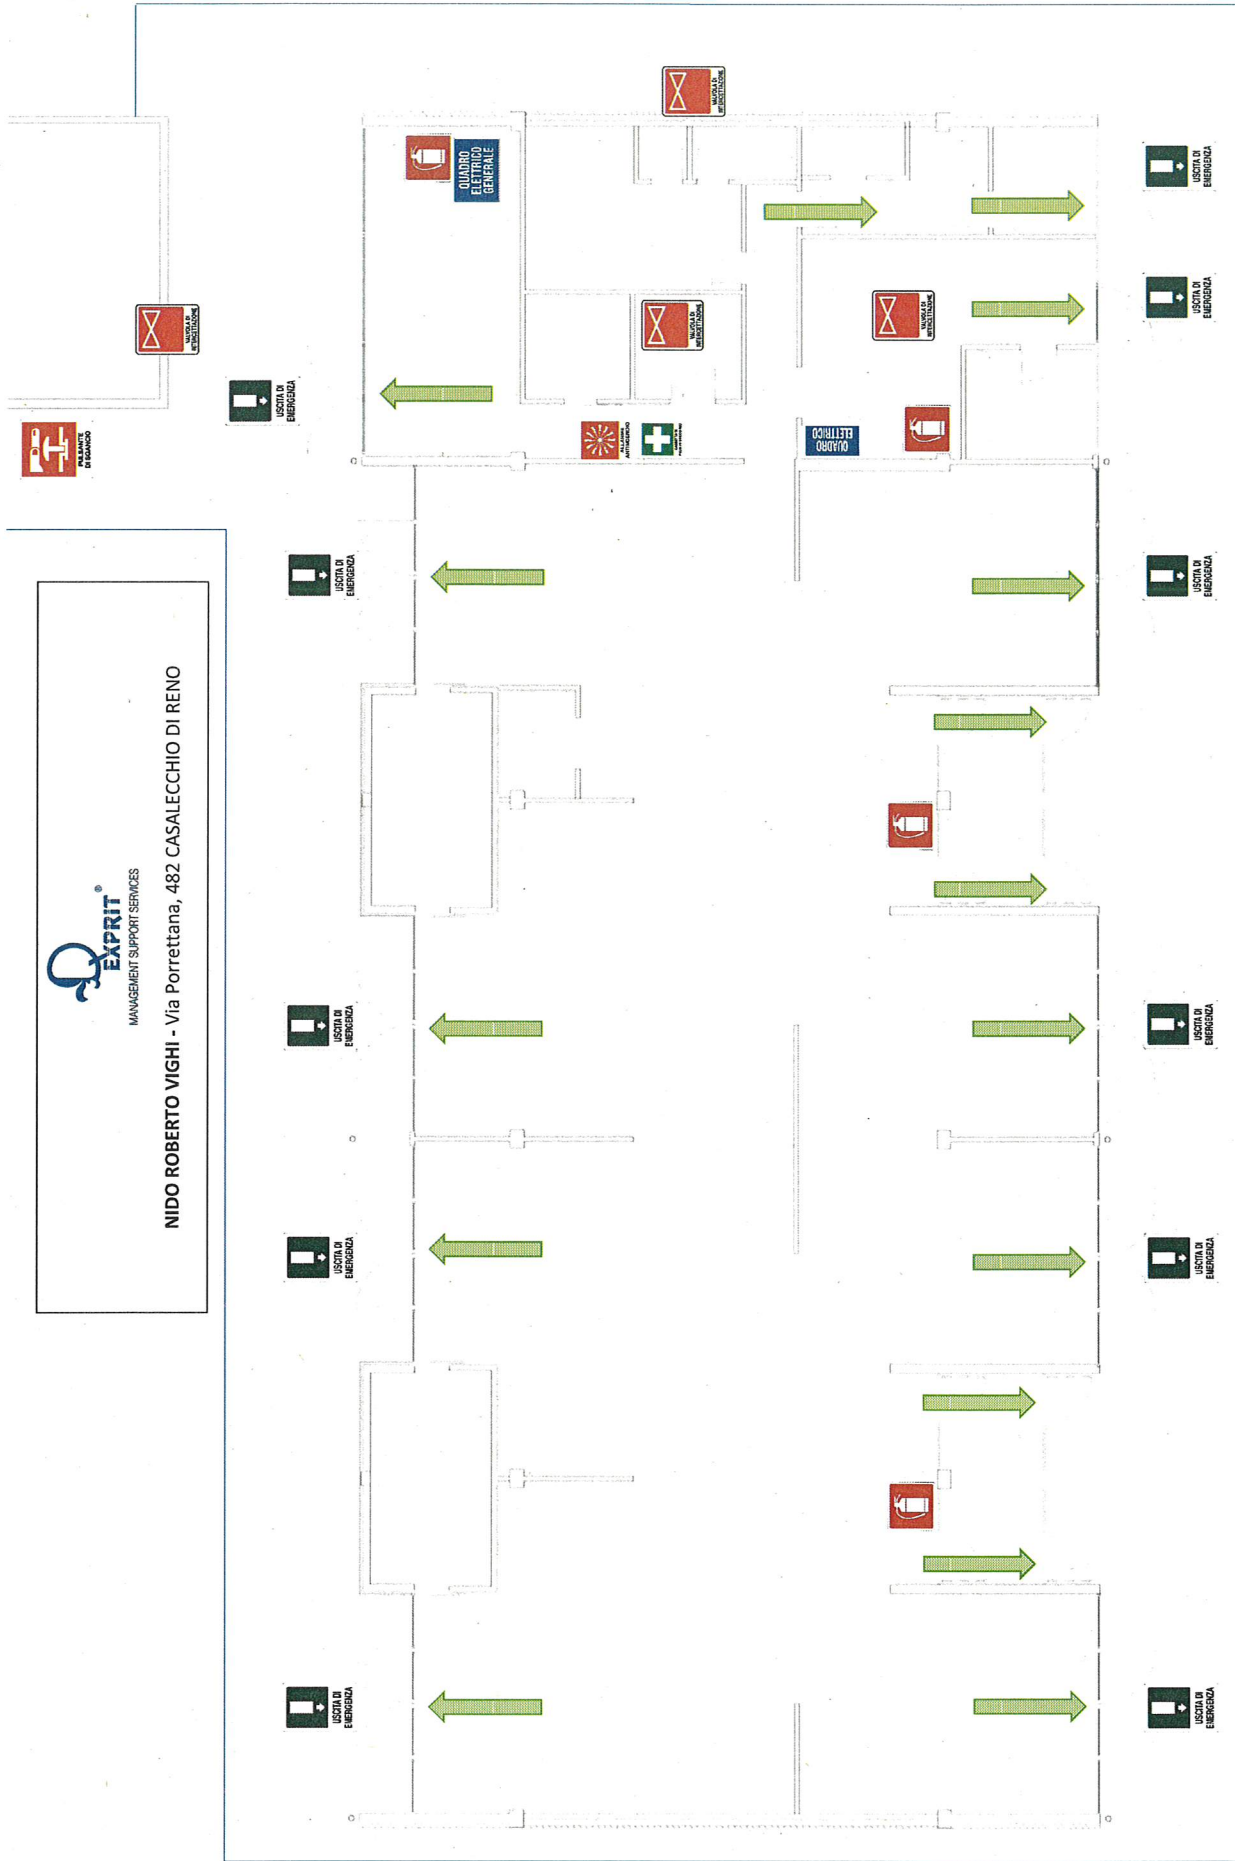 Q EXPRIT®
MANAGEMENT SUPPORT SERVICES
NIDO ROBERTO VIGHI - Via Porrettana, 482 CASALECCHIO DI RENO
PULSANTE
DI SGANCIO
VALVOLA DI
INTERCETTAZIONE
USCITA DI
EMERGENZA
USCITA DI
EMERGENZA
USCITA DI
EMERGENZA
USCITA DI
EMERGENZA
USCITA DI
EMERGENZA
QUADRO
ELETTRICO
GENERALE
ALLARME
ANTINCENDIO
VALVOLA DI
INTERCETTAZIONE
VALVOLA DI
INTERCETTAZIONE
QUADRO
ELETTRICO
VALVOLA DI
INTERCETTAZIONE
USCITA DI
EMERGENZA
USCITA DI
EMERGENZA
USCITA DI
EMERGENZA
USCITA DI
EMERGENZA
USCITA DI
EMERGENZA
USCITA DI
EMERGENZA